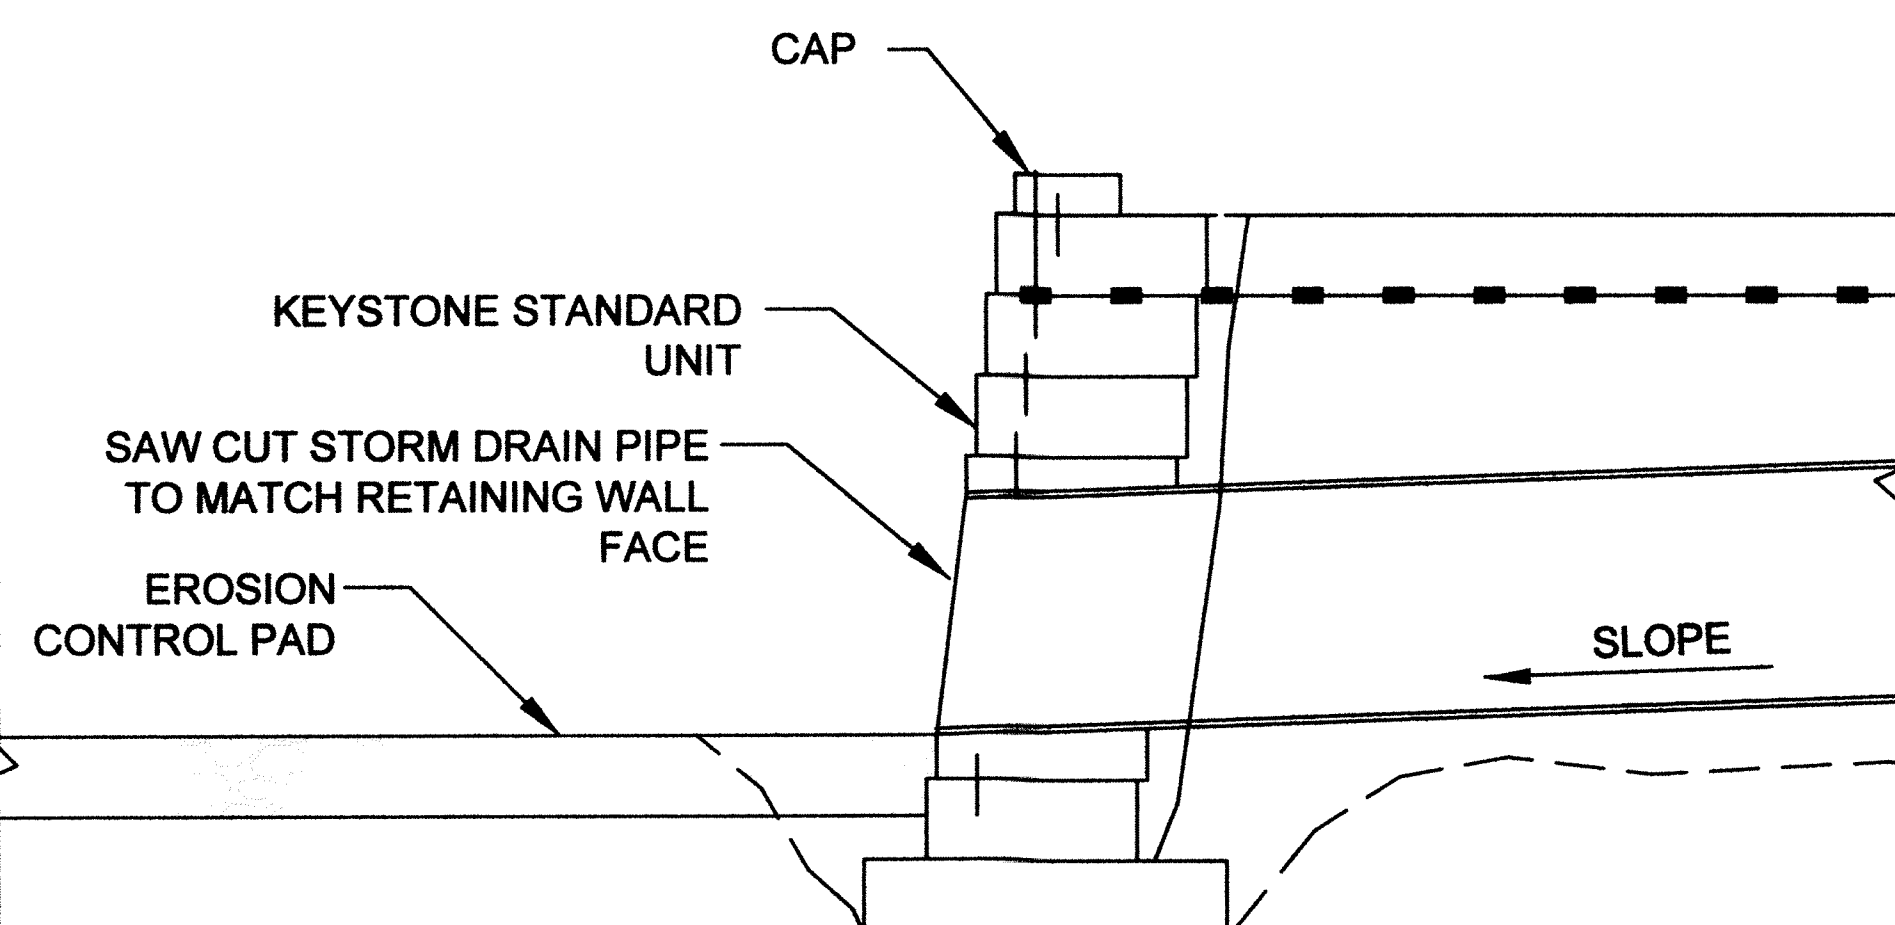 CAP
KEYSTONE STANDARD
UNIT
SAW CUT STORM DRAIN PIPE
TO MATCH RETAINING WALL
FACE
EROSION
CONTROL PAD
SLOPE